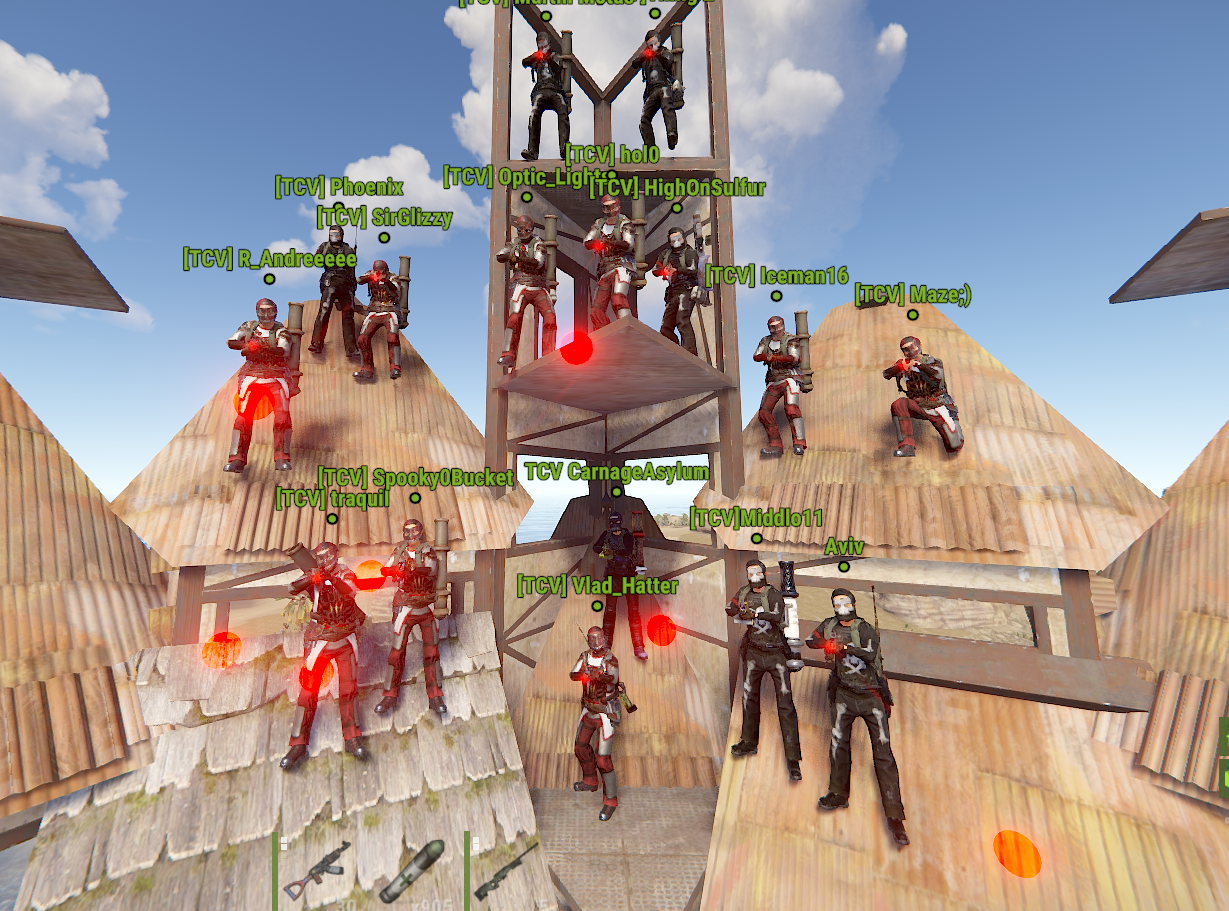 [TCV] hol0
[TCV] Optic_Light
[TCV] HighOnSulfur
[TCV] Phoenix
[TCV] SirGlizzy
[TCV] R_Andreeeee
[TCV] Iceman16
[TCV] Maze;)
[TCV] Spooky0Bucket
TCV CarnageAsylum
[TCV] traquil
[TCV]Middlo11
Aviv
[TCV] Vlad_Hatter